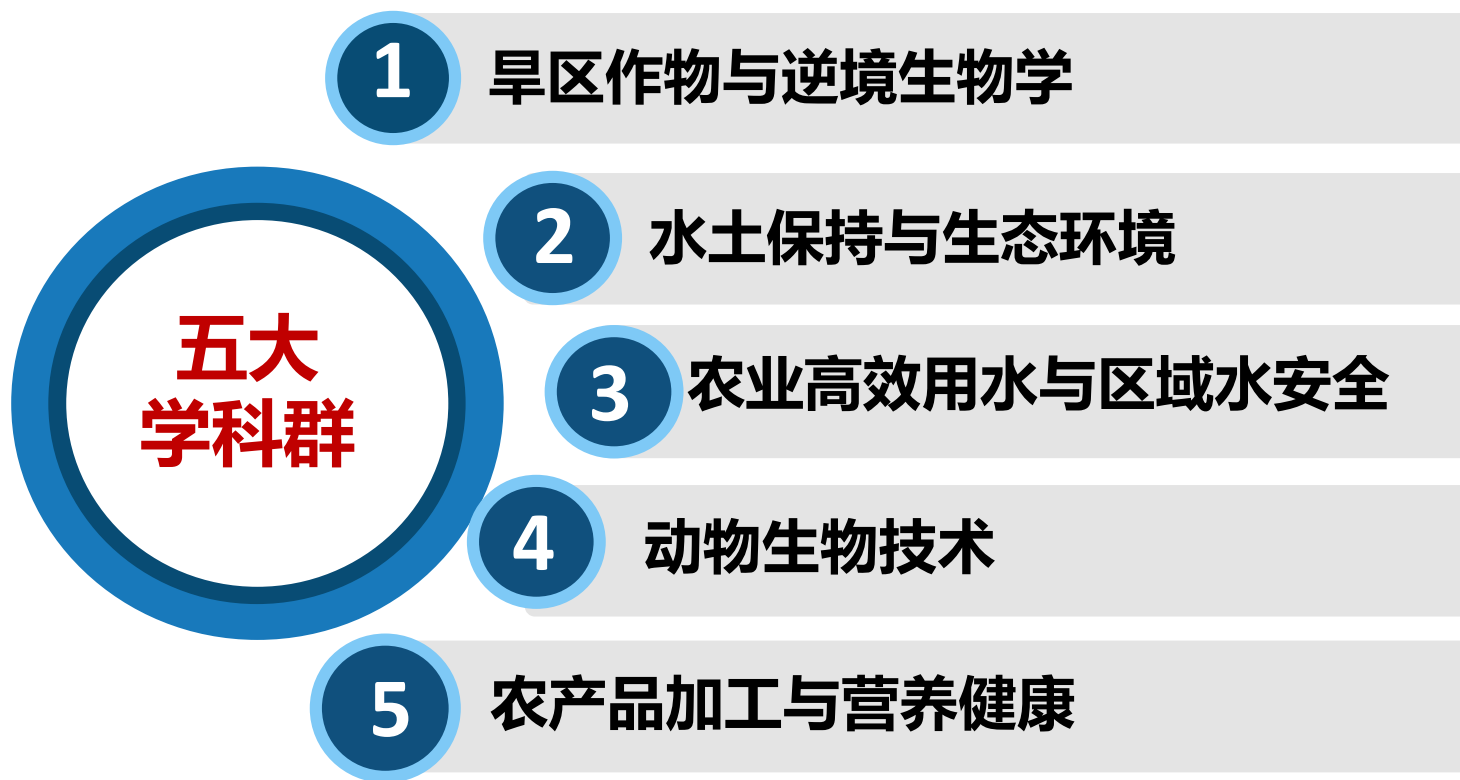 五大
学科群
1
旱区作物与逆境生物学
2
水土保持与生态环境
3
农业高效用水与区域水安全
4
动物生物技术
5
农产品加工与营养健康